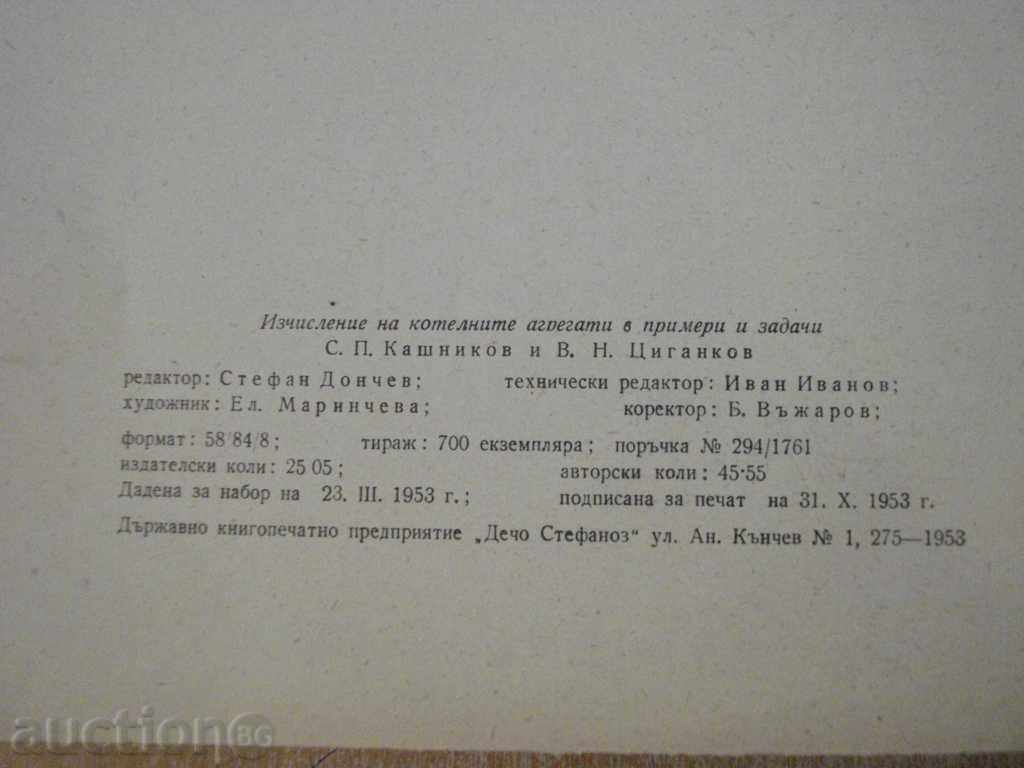 Изчисление на котелните агрегати в примери и задачи
С. П. Кашников и В. Н. Циганков
редактор: Стефан Дончев; технически редактор: Иван Иванов;
художник: Ел. Маринчева; коректор: Б. Въжаров;
формат: 58 84/8; тираж: 700 екземпляра; поръчка № 294/1761
издателски коли: 25 05; авторски коли: 45·55
Дадена за набор на 23. III. 1953 г.; подписана за печат на 31. X. 1953 г.
Държавно книгопечатно предприятие „Дечо Стефаноз“ ул. Ан. Кънчев № 1, 275—1953
auctionBG